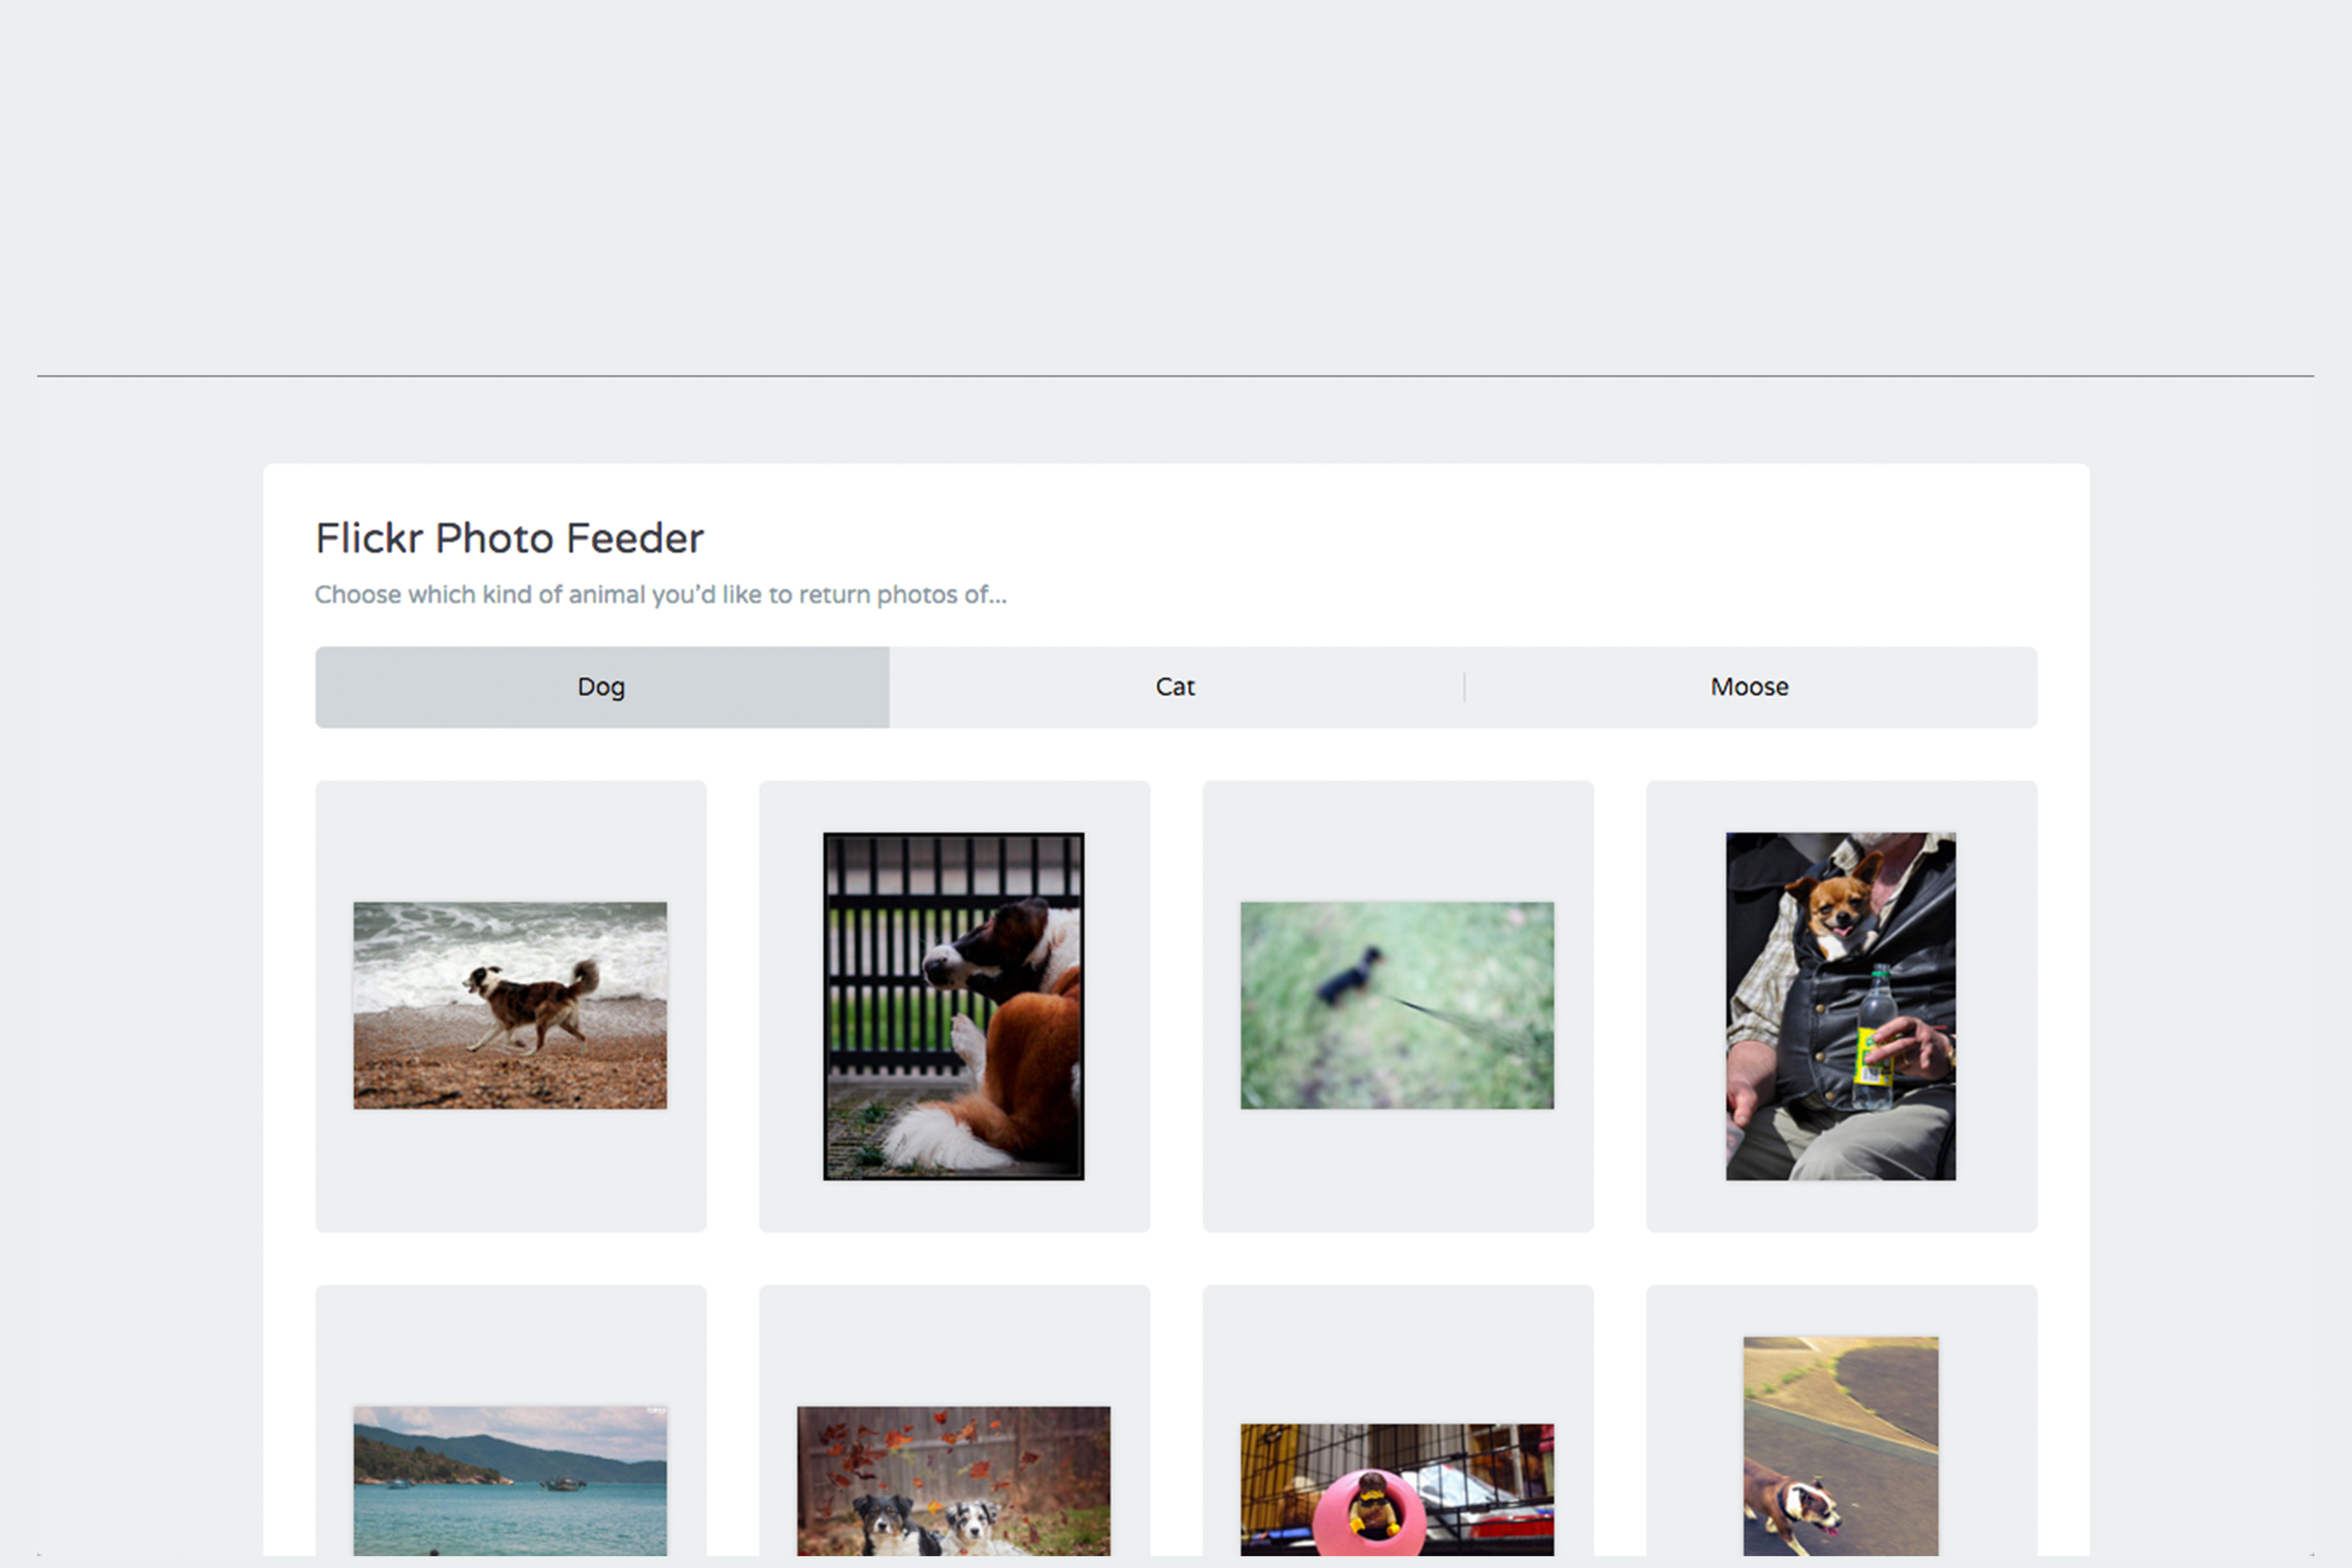 Flickr Photo Feeder
Choose which kind of animal you'd like to return photos of...
Dog
Cat
Moose